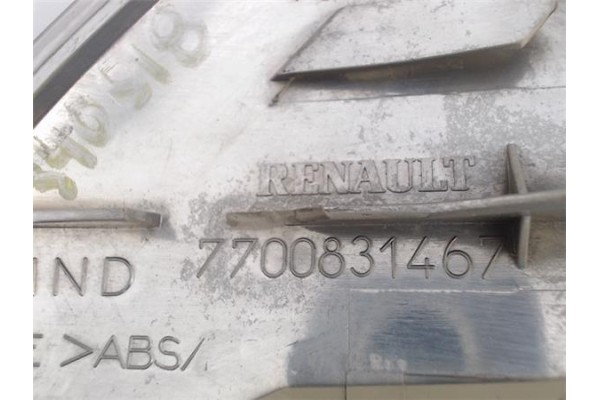 RENAULT
7700831467
IND
E >ABS/